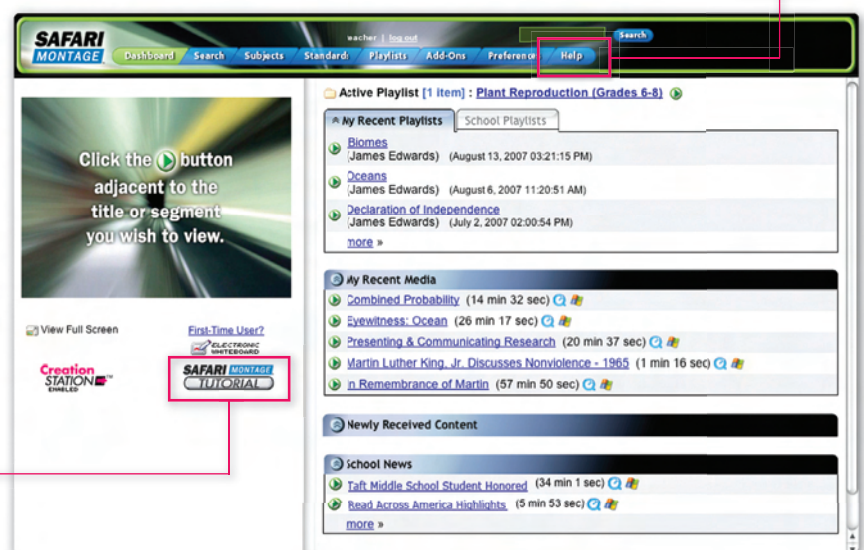 SAFARI
MONTAGE
eacher | log out
Search
Dashboard Search Subjects Standard Playlists Add-Ons Preference Help
Click the button
adjacent to the
title or segment
you wish to view.
View Full Screen
First-Time User?
ELECTRONIC
WHITEBOARD
Creation
STATION™
ENABLED
SAFARI MONTAGE
TUTORIAL
Active Playlist [1 item] : Plant Reproduction (Grades 6-8)
My Recent Playlists School Playlists
Biomes
(James Edwards) (August 13, 2007 03:21:15 PM)
Oceans
(James Edwards) (August 6, 2007 11:20:51 AM)
Declaration of Independence
(James Edwards) (July 2, 2007 02:00:54 PM)
more »
My Recent Media
Combined Probability (14 min 32 sec)
Eyewitness: Ocean (26 min 17 sec)
Presenting & Communicating Research (20 min 37 sec)
Martin Luther King, Jr. Discusses Nonviolence - 1965 (1 min 16 sec)
In Remembrance of Martin (57 min 50 sec)
Newly Received Content
School News
Taft Middle School Student Honored (34 min 1 sec)
Read Across America Highlights (5 min 53 sec)
more »